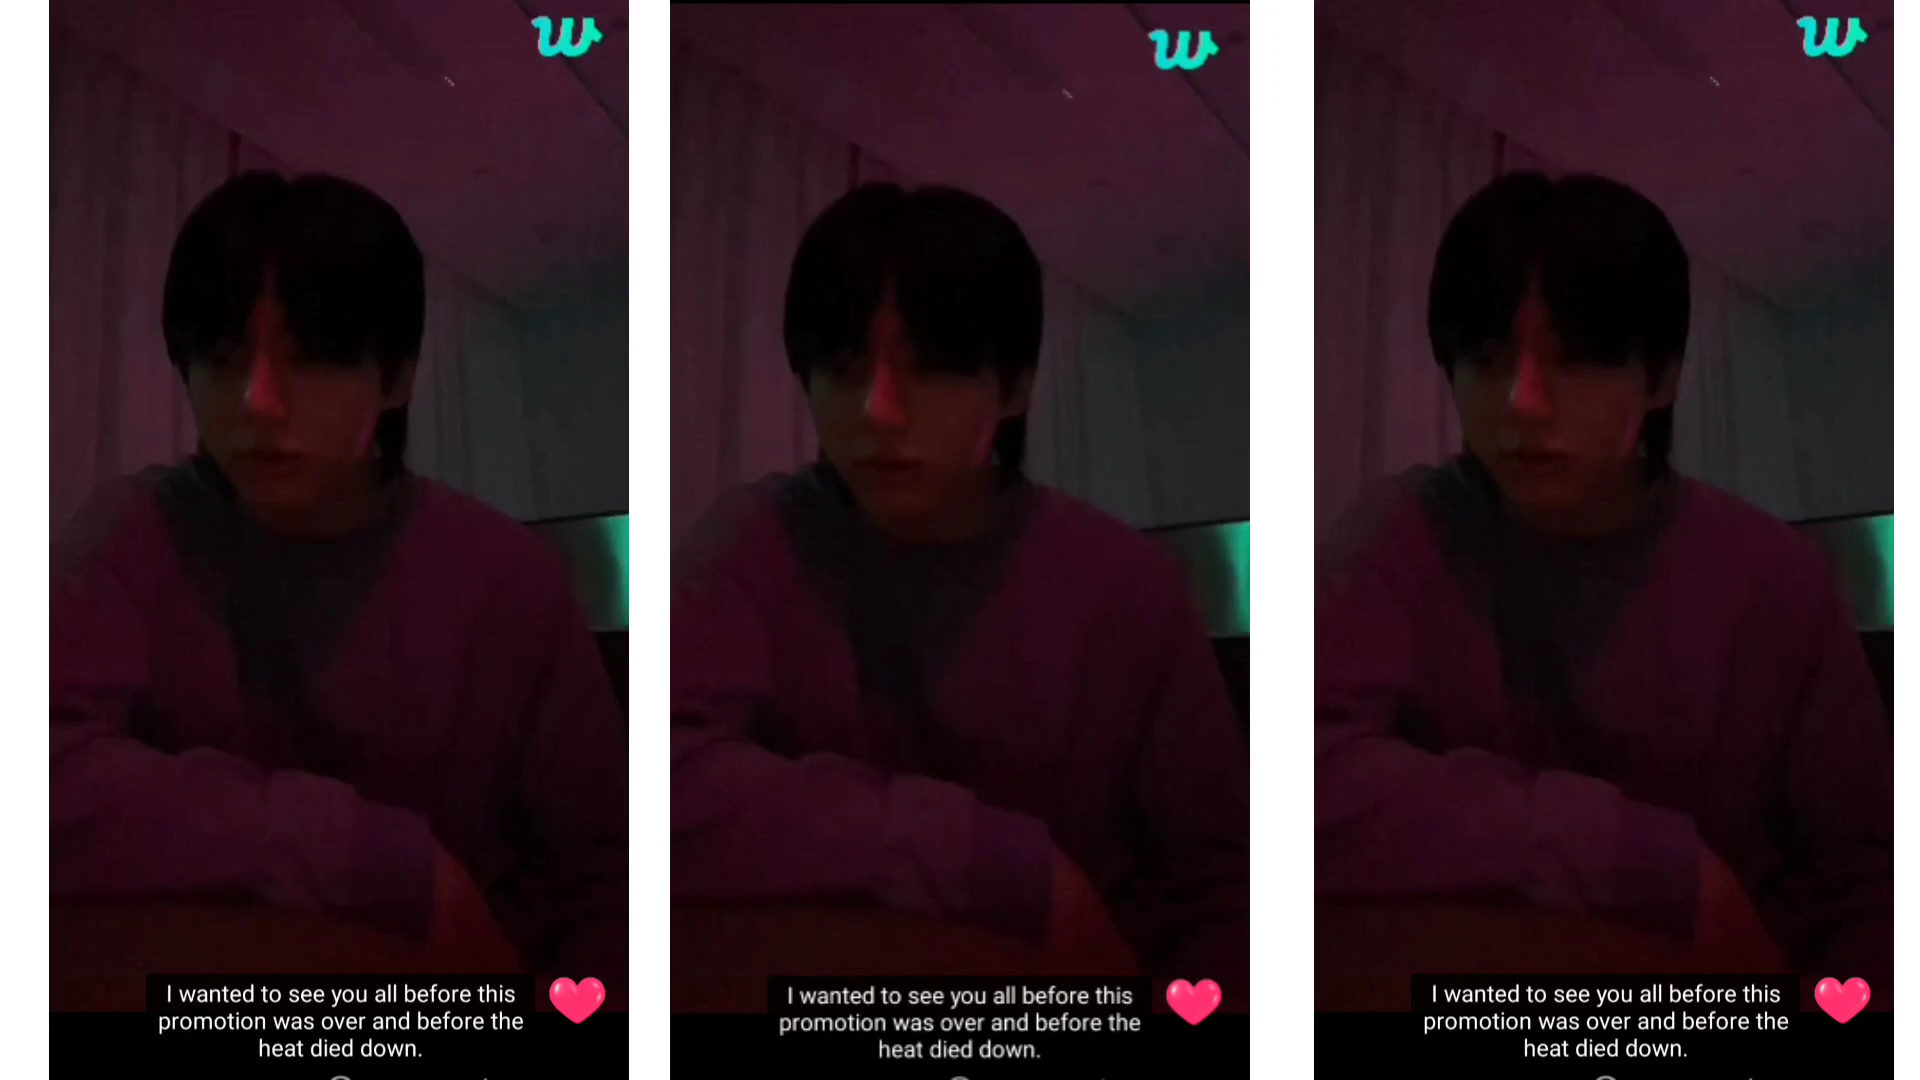 w
w
w
I wanted to see you all before this
promotion was over and before the
heat died down.
I wanted to see you all before this
promotion was over and before the
heat died down.
I wanted to see you all before this
promotion was over and before the
heat died down.